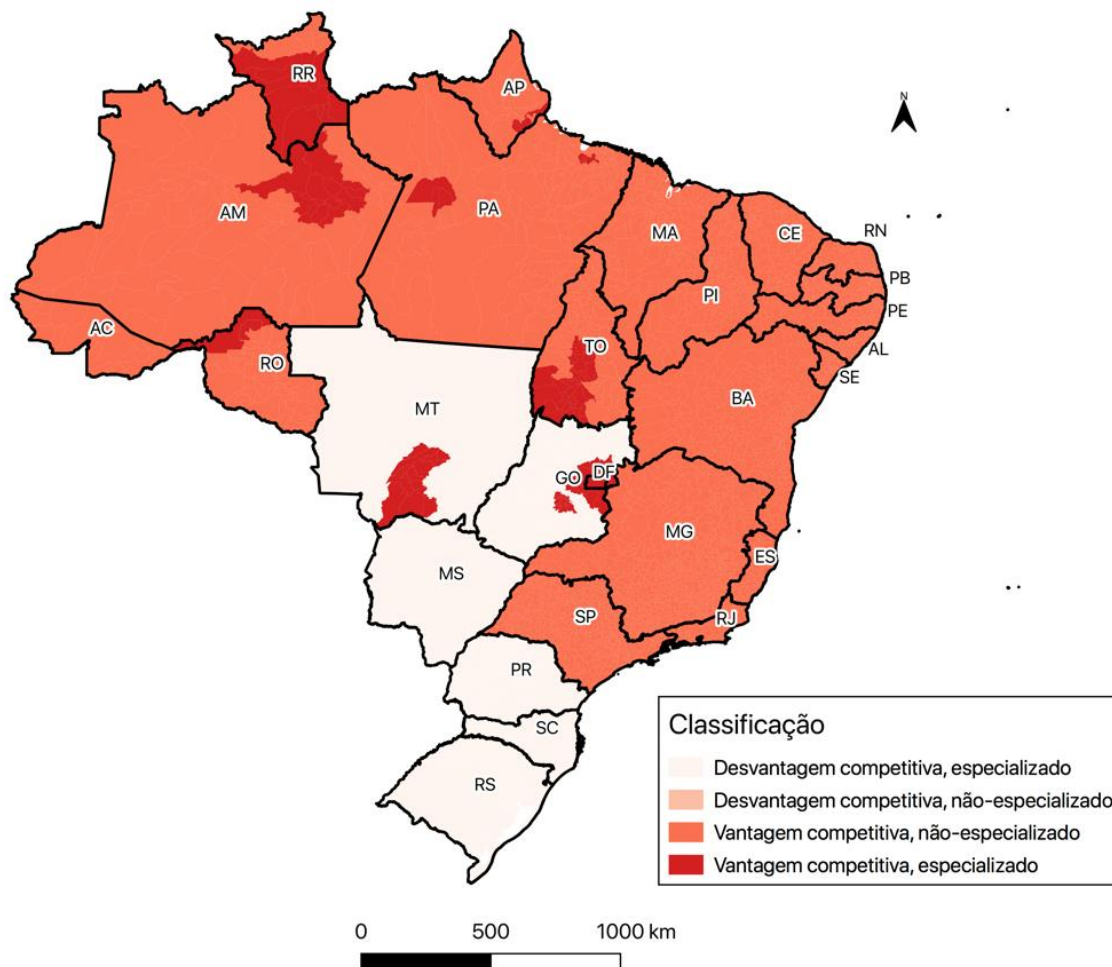 RR
AP
N
AM
PA
MA
CE
RN
PI
PB
PE
AC
RO
TO
AL
SE
MT
BA
GO
DF
MG
MS
ES
SP
RJ
PR
SC
RS
Classificação
Desvantagem competitiva, especializado
Desvantagem competitiva, não-especializado
Vantagem competitiva, não-especializado
Vantagem competitiva, especializado
0 500 1000 km